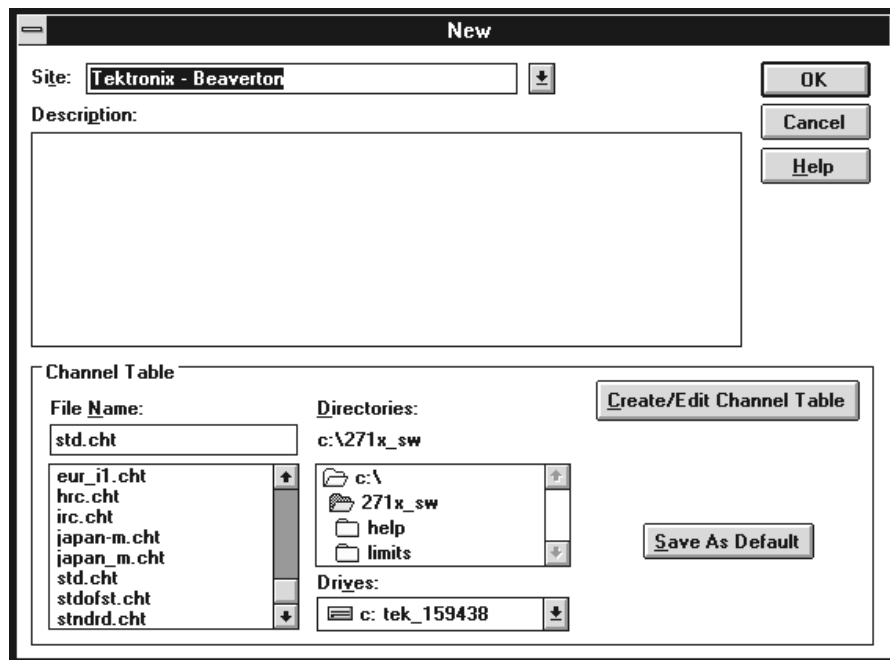 New
Site: Tektronix - Beaverton
OK
Description:
Cancel
Help
Channel Table
File Name:
std.cht
eur_i1.cht
hrc.cht
irc.cht
japan-m.cht
japan_m.cht
std.cht
stdofst.cht
stndrd.cht
Directories:
c:\271x_sw
c:\
271x_sw
help
limits
Drives:
c: tek_159438
Create/Edit Channel Table
Save As Default